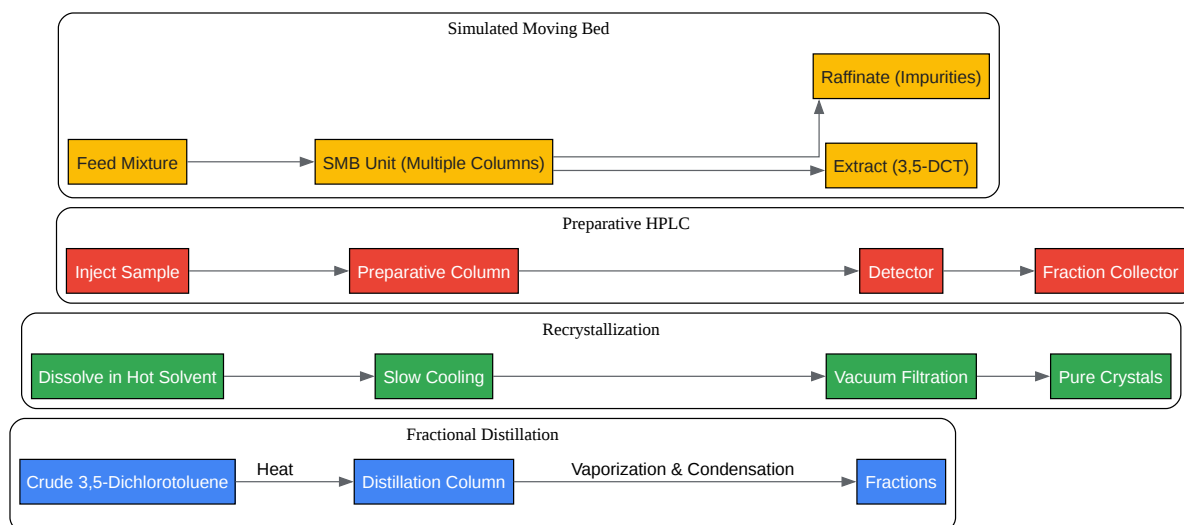 Simulated Moving Bed
Raffinate (Impurities)
Feed Mixture
SMB Unit (Multiple Columns)
Extract (3,5-DCT)
Preparative HPLC
Inject Sample
Preparative Column
Detector
Fraction Collector
Recrystallization
Dissolve in Hot Solvent
Slow Cooling
Vacuum Filtration
Pure Crystals
Fractional Distillation
Crude 3,5-Dichlorotoluene
Heat
Distillation Column
Vaporization & Condensation
Fractions